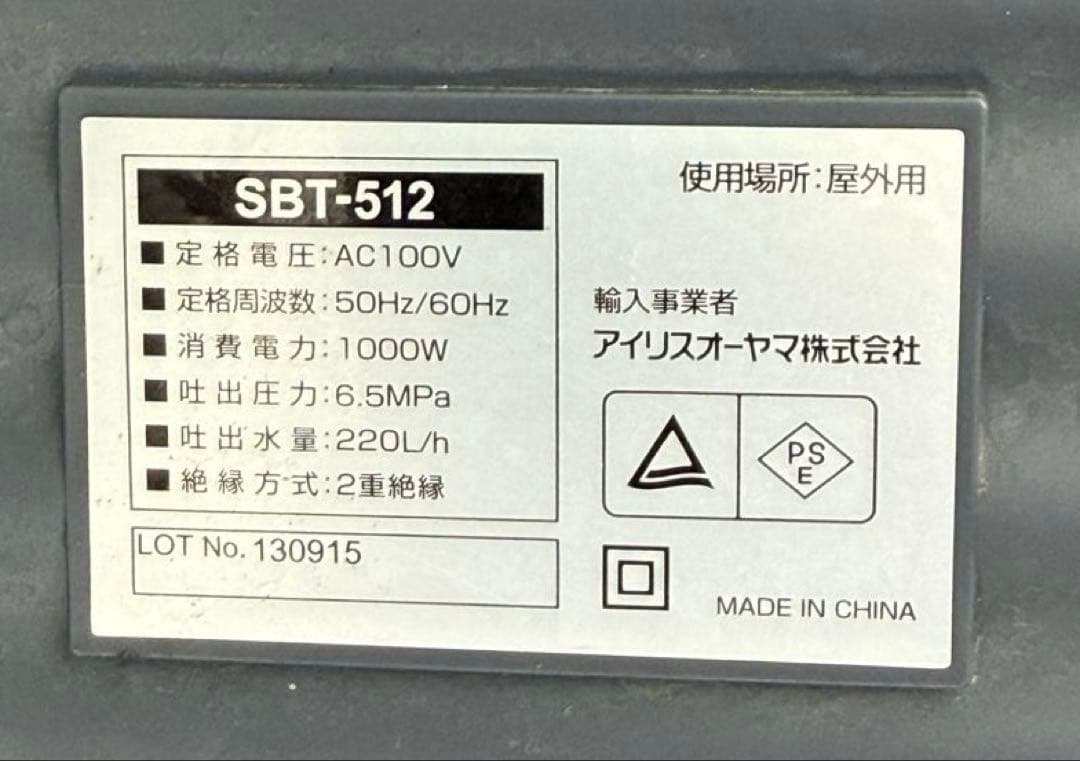 SBT-512
■ 定格電圧:AC100V
■ 定格周波数:50Hz/60Hz
■ 消費電力:1000W
■ 吐出圧力:6.5MPa
■ 吐出水量:220L/h
■ 絶縁方式:2重絶縁
LOT No. 130915
使用場所:屋外用
輸入事業者
アイリスオーヤマ株式会社
PS
E
MADE IN CHINA